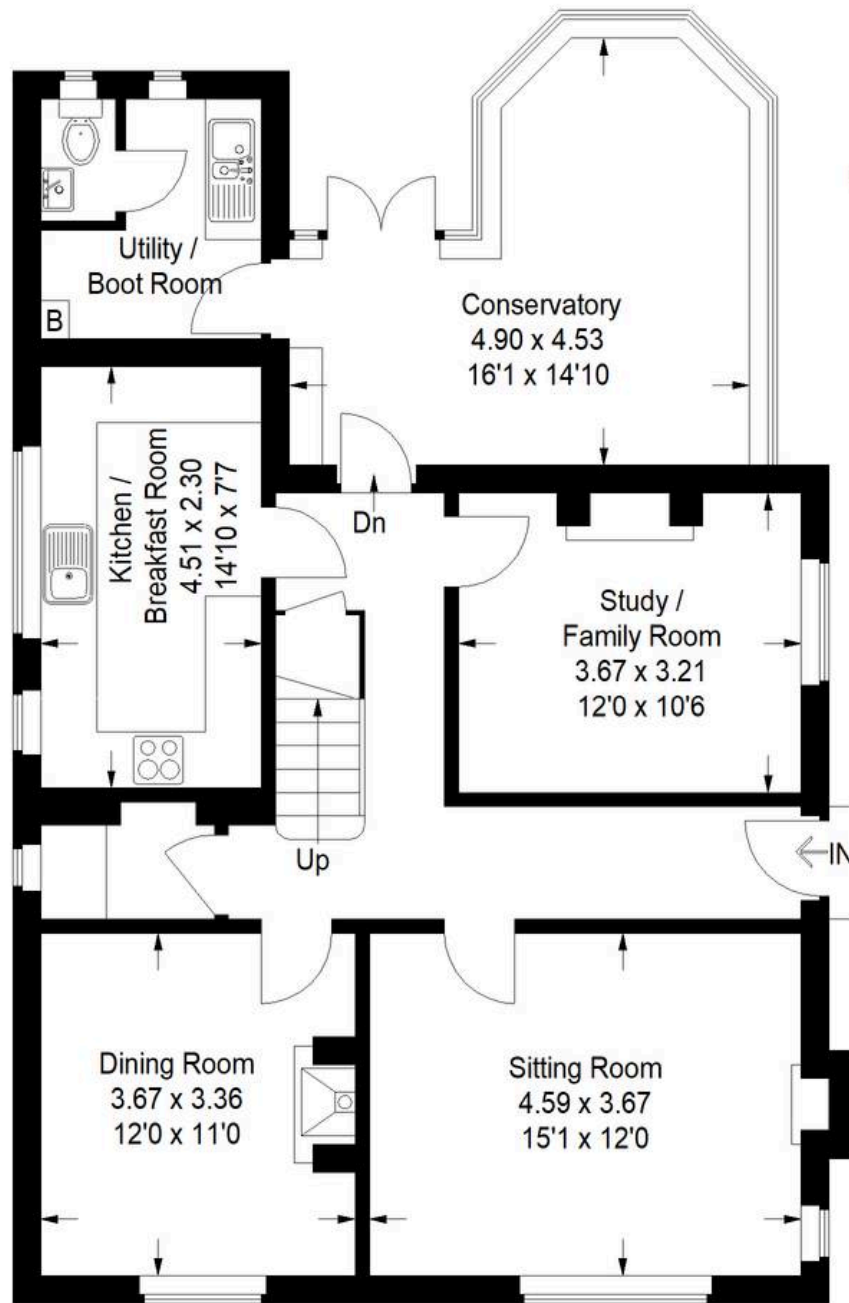 Utility /
Boot Room
B
Conservatory
4.90 x 4.53
16'1 x 14'10
Kitchen /
Breakfast Room
4.51 x 2.30
14'10 x 7'7
Dn
Study /
Family Room
3.67 x 3.21
12'0 x 10'6
Up
IN
Dining Room
3.67 x 3.36
12'0 x 11'0
Sitting Room
4.59 x 3.67
15'1 x 12'0